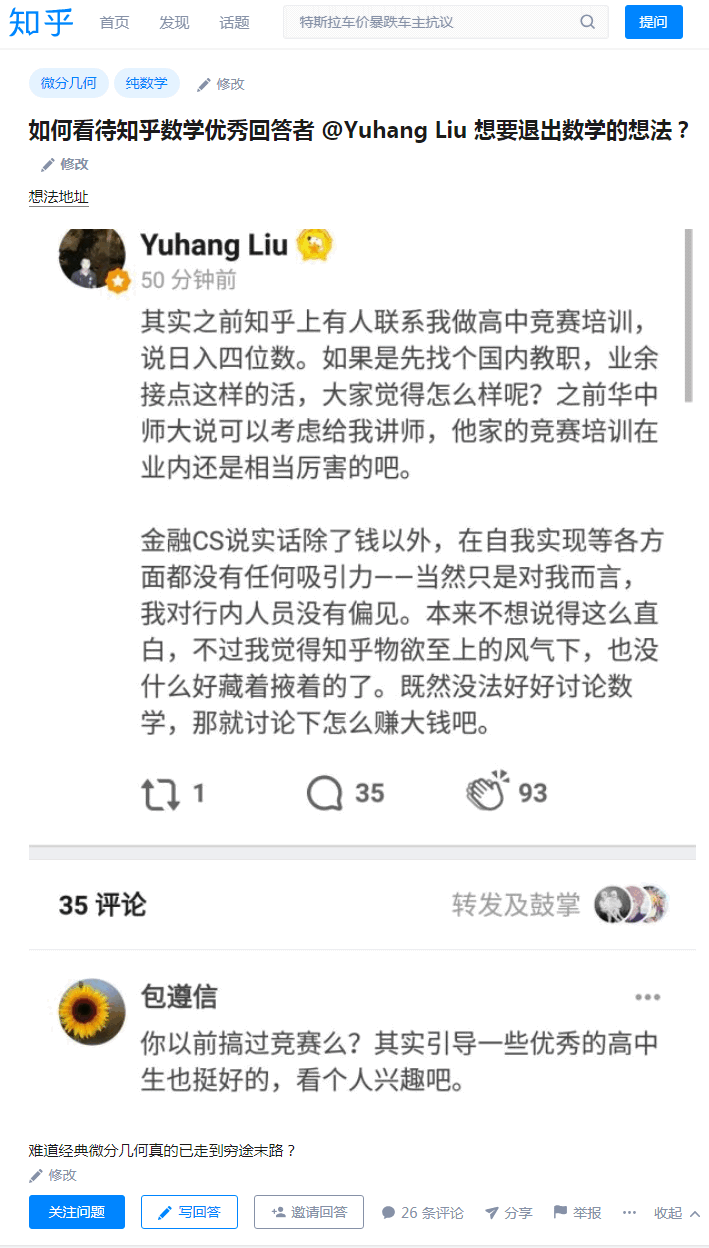 知乎 首页 发现 话题 特斯拉车价暴跌车主抗议 提问
微分几何 纯数学 修改
如何看待知乎数学优秀回答者 @Yuhang Liu 想要退出数学的想法？
修改
想法地址
Yuhang Liu
50 分钟前
其实之前知乎上有人联系我做高中竞赛培训，
说日入四位数。如果是先找个国内教职，业余
接点这样的活，大家觉得怎么样呢？之前华中
师大说可以考虑给我讲师，他家的竞赛培训在
业内还是相当厉害的吧。
金融CS说实话除了钱以外，在自我实现等各方
面都没有任何吸引力——当然只是对我而言，
我对行内人员没有偏见。本来不想说得这么直
白，不过我觉得知乎物欲至上的风气下，也没
什么好藏着掖着的了。既然没法好好讨论数
学，那就讨论下怎么赚大钱吧。
1 35 93
35 评论 转发及鼓掌
包遵信
你以前搞过竞赛么？其实引导一些优秀的高中
生也挺好的，看个人兴趣吧。
难道经典微分几何真的已走到穷途末路？
修改
关注问题 写回答 邀请回答 26 条评论 分享 举报 收起